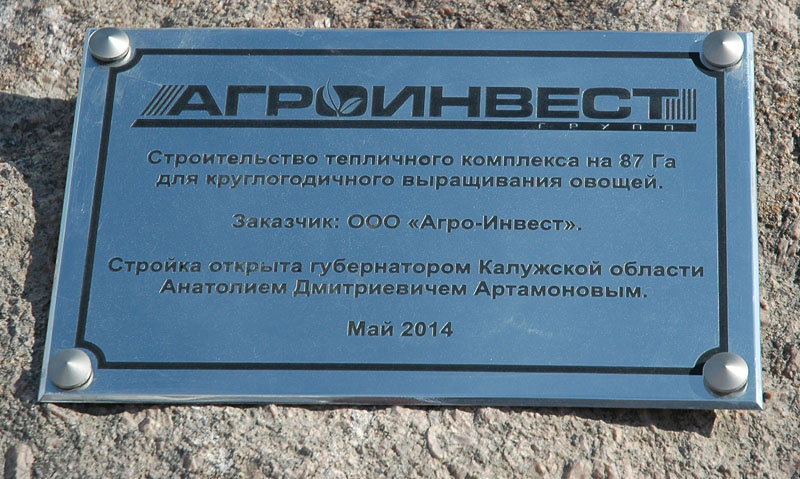 АГРОИНВЕСТ
ГРУПП
Строительство тепличного комплекса на 87 Га
для круглогодичного выращивания овощей.
Заказчик: ООО «Агро-Инвест».
Стройка открыта губернатором Калужской области
Анатолием Дмитриевичем Артамоновым.
Май 2014